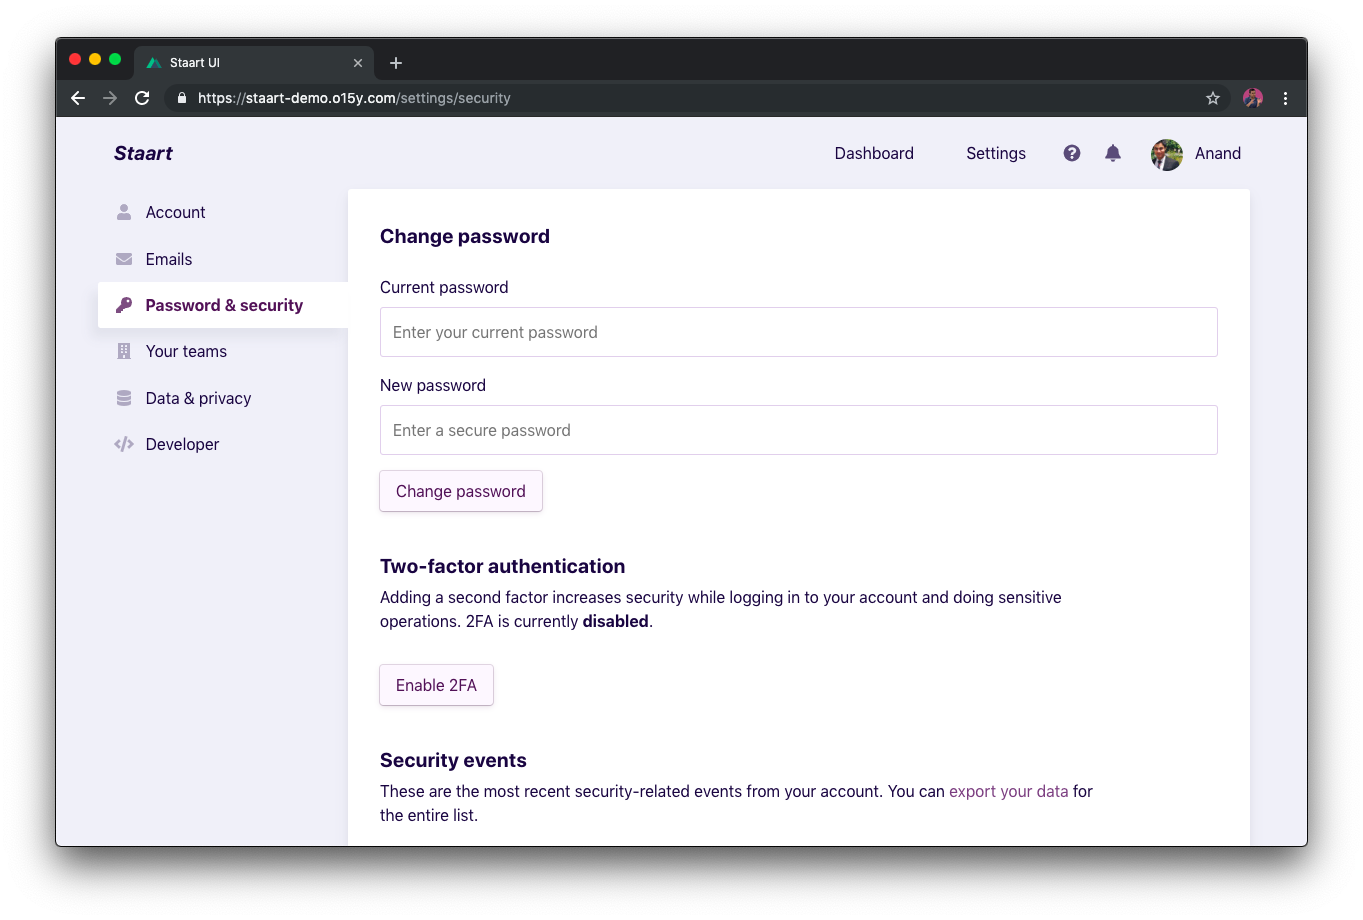 Staart UI
https://staart-demo.o15y.com/settings/security
Staart
Dashboard
Settings
Anand
Account
Emails
Password & security
Your teams
Data & privacy
Developer
Change password
Current password
Enter your current password
New password
Enter a secure password
Change password
Two-factor authentication
Adding a second factor increases security while logging in to your account and doing sensitive
operations. 2FA is currently disabled.
Enable 2FA
Security events
These are the most recent security-related events from your account. You can export your data for
the entire list.